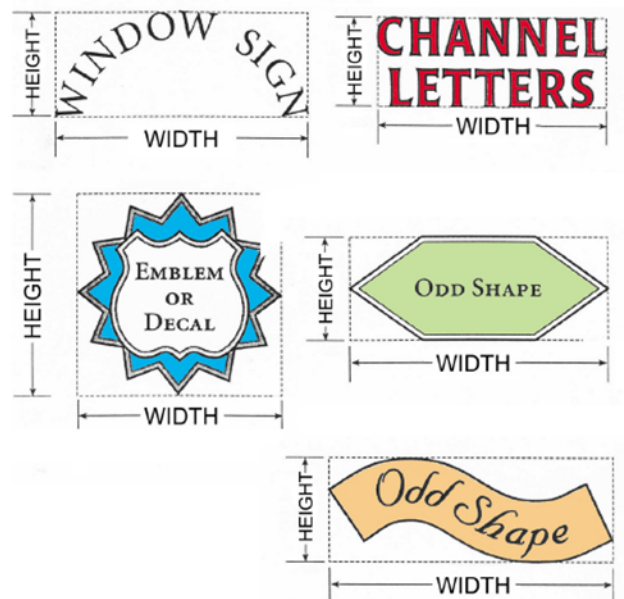 HEIGHT
WINDOW SIGN
WIDTH
HEIGHT
CHANNEL
LETTERS
WIDTH
HEIGHT
EMBLEM
OR
DECAL
WIDTH
HEIGHT
ODD SHAPE
WIDTH
HEIGHT
Odd Shape
WIDTH